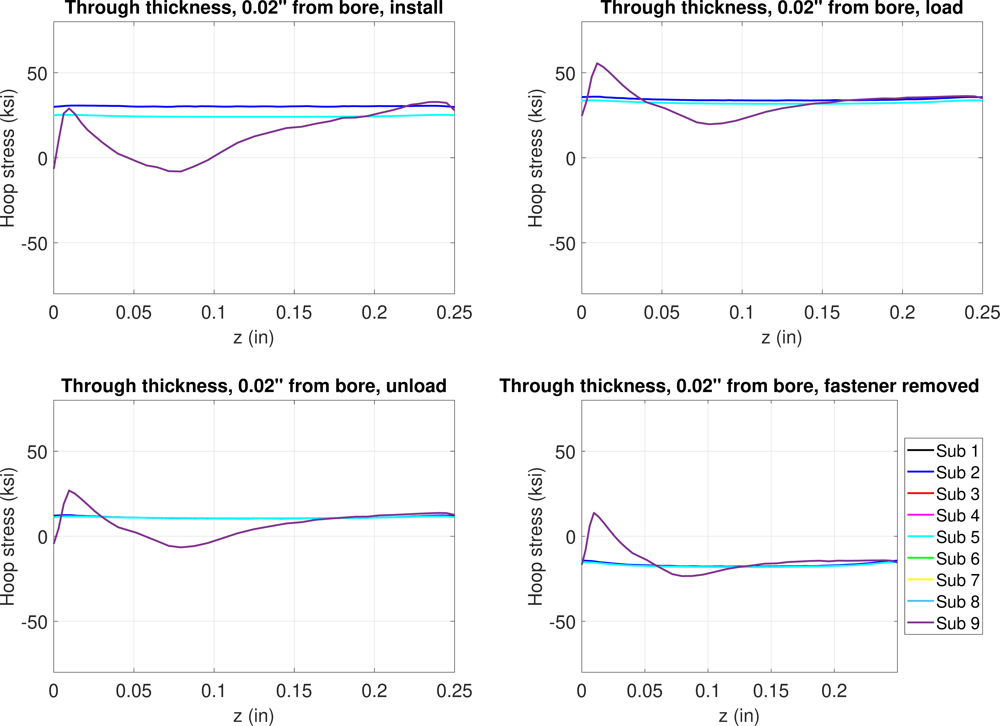 Through thickness, 0.02" from bore, install
Hoop stress (ksi)
50
0
-50
0 0.05 0.1 0.15 0.2 0.25
z (in)
Through thickness, 0.02" from bore, load
Hoop stress (ksi)
50
0
-50
0 0.05 0.1 0.15 0.2 0.25
z (in)
Through thickness, 0.02" from bore, unload
Hoop stress (ksi)
50
0
-50
0 0.05 0.1 0.15 0.2 0.25
z (in)
Through thickness, 0.02" from bore, fastener removed
Hoop stress (ksi)
50
0
-50
0 0.05 0.1 0.15 0.2
z (in)
Sub 1
Sub 2
Sub 3
Sub 4
Sub 5
Sub 6
Sub 7
Sub 8
Sub 9